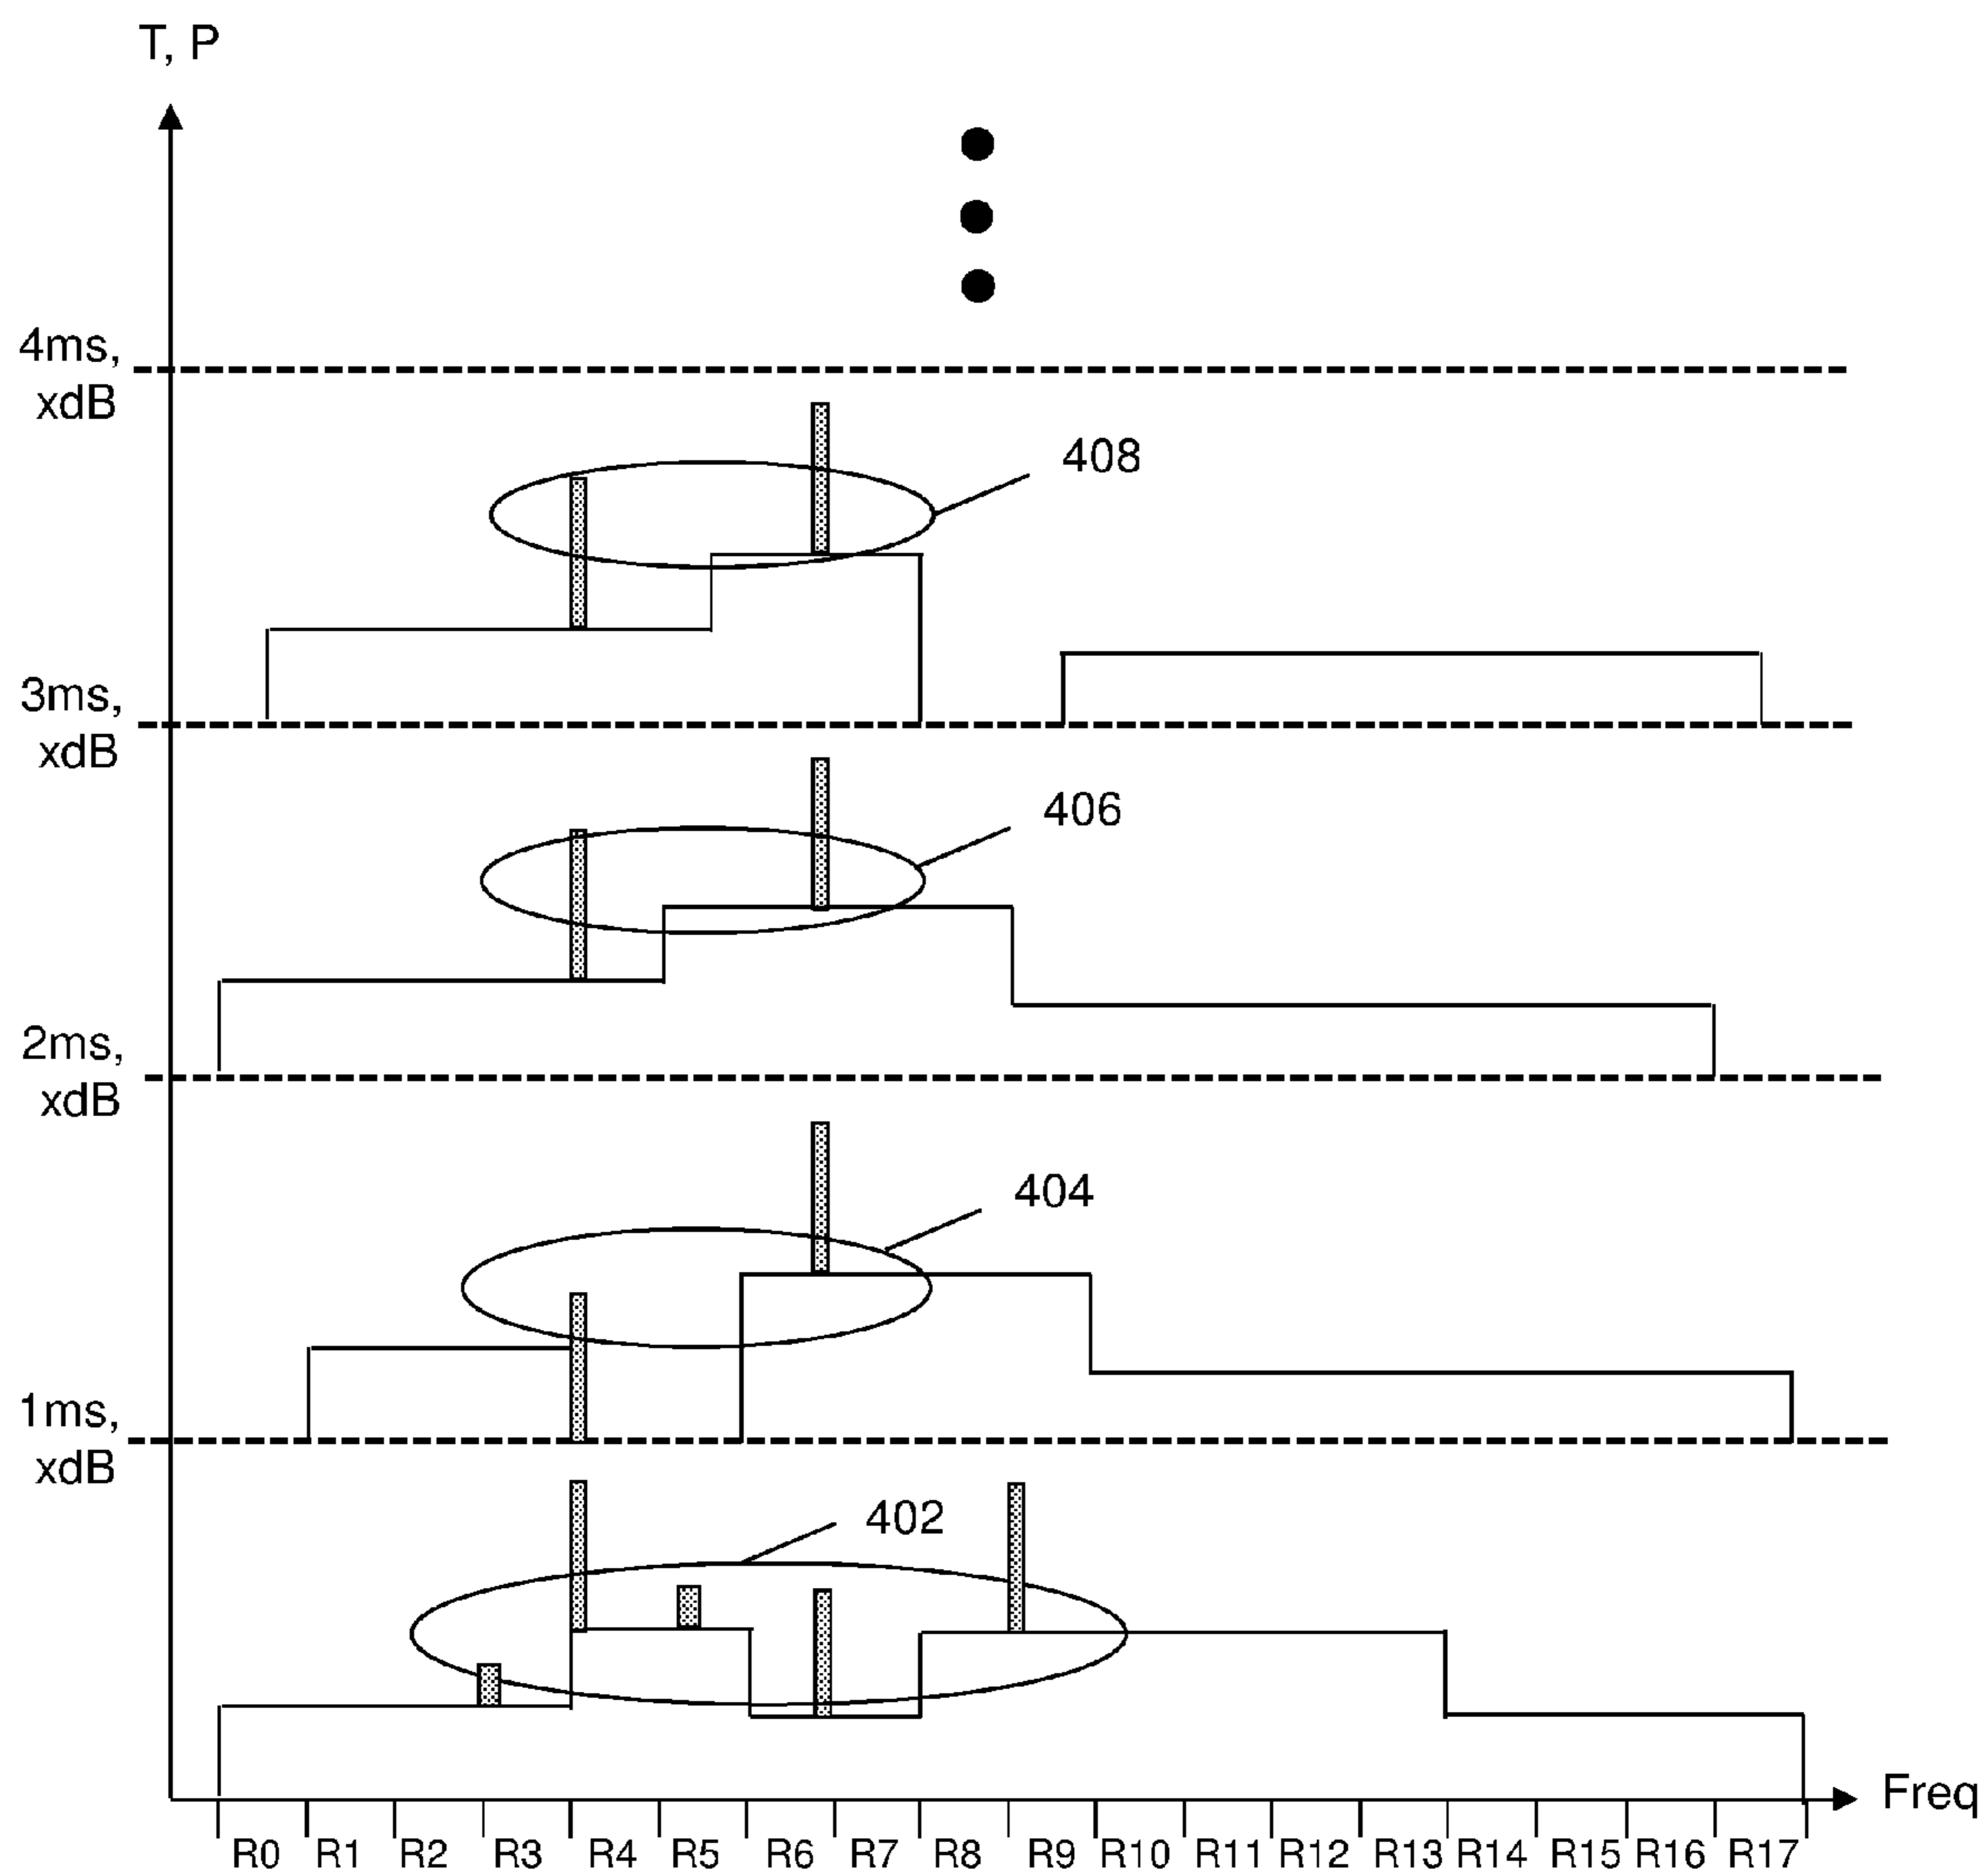 T, P
4ms,
xdB
408
3ms,
xdB
406
2ms,
xdB
404
1ms,
xdB
402
Freq
R0 R1 R2 R3 R4 R5 R6 R7 R8 R9 R10 R11 R12 R13 R14 R15 R16 R17